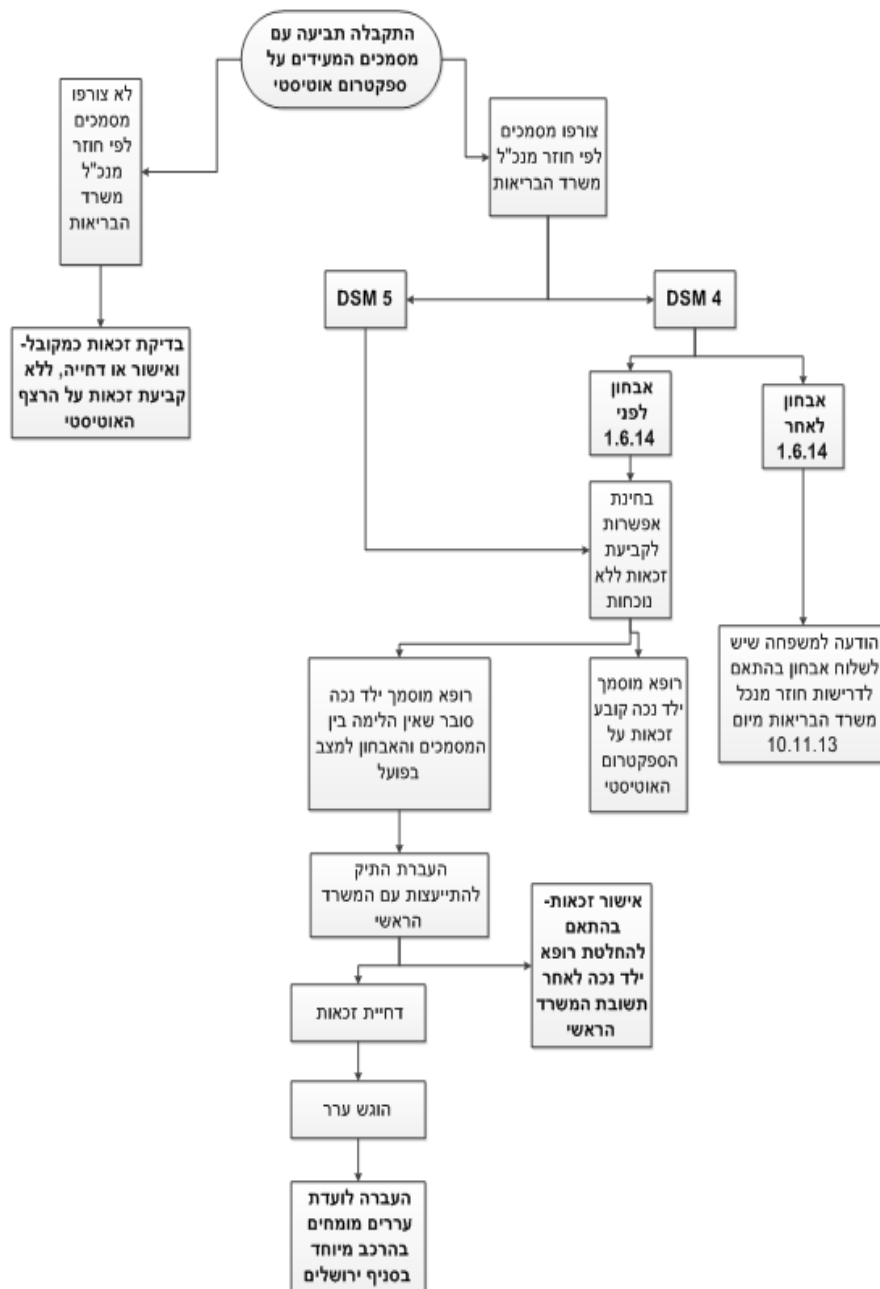 התקבלה תביעה עם
מסמכים המעידים על
ספקטרום אוטיסטי
צורפו מסמכים
לפי חוזר מנכ"ל
משרד הבריאות
לא צורפו
מסמכים
לפי חוזר
מנכ"ל
משרד
הבריאות
DSM 4
DSM 5
בדיקת זכאות כמקובל-
ואישור או דחייה, ללא
קביעת זכאות על הרצף
האוטיסטי
אבחון
לאחר
1.6.14
אבחון
לפני
1.6.14
בחינת
אפשרות
לקביעת
זכאות ללא
נוכחות
הודעה למשפחה שיש
לשלוח אבחון בהתאם
לדרישות חוזר מנכל
משרד הבריאות מיום
10.11.13
רופא מוסמך
ילד נכה קובע
זכאות על
הספקטרום
האוטיסטי
רופא מוסמך ילד נכה
סובר שאין הלימה בין
המסמכים והאבחון למצב
בפועל
העברת התיק
להתייעצות עם המשרד
הראשי
אישור זכאות-
בהתאם
להחלטת רופא
ילד נכה לאחר
תשובת המשרד
הראשי
דחיית זכאות
הוגש ערר
העברה לועדת
עררים מומחים
בהרכב מיוחד
בסניף ירושלים